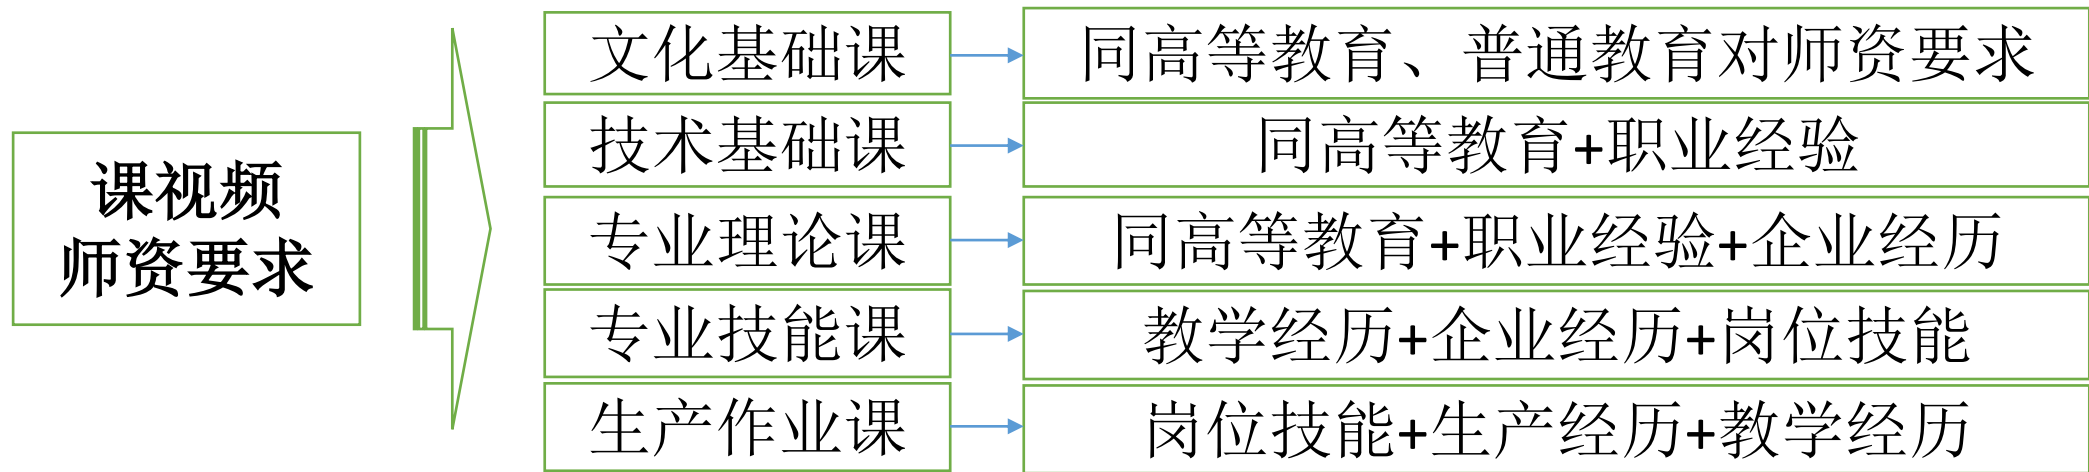 课视频
师资要求
文化基础课
同高等教育、普通教育对师资要求
技术基础课
同高等教育+职业经验
专业理论课
同高等教育+职业经验+企业经历
专业技能课
教学经历+企业经历+岗位技能
生产作业课
岗位技能+生产经历+教学经历